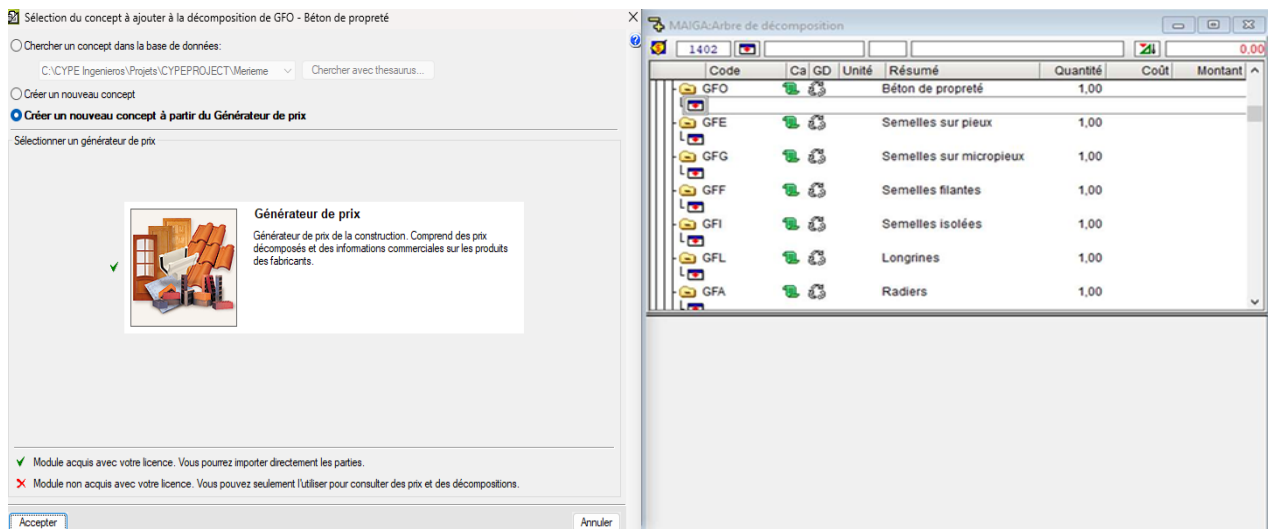 Sélection du concept à ajouter à la décomposition de GFO - Béton de propreté
Chercher un concept dans la base de données:
C:\CYPE Ingenieros\Projets\CYPEPROJECT\Merieme
Chercher avec thesaurus...
Créer un nouveau concept
Créer un nouveau concept à partir du Générateur de prix
Sélectionner un générateur de prix
Générateur de prix
Générateur de prix de la construction. Comprend des prix
décomposés et des informations commerciales sur les produits
des fabricants.
Module acquis avec votre licence. Vous pourrez importer directement les parties.
Module non acquis avec votre licence. Vous pouvez seulement l'utiliser pour consulter des prix et des décompositions.
Accepter
Annuler
MAIGA:Arbre de décomposition
1402 0.00
Code Ca GD Unité Résumé Quantité Coût Montant
GFO Béton de propreté 1,00
GFE Semelles sur pieux 1,00
GFG Semelles sur micropieux 1,00
GFF Semelles filantes 1,00
GFI Semelles isolées 1,00
GFL Longrines 1,00
GFA Radiers 1,00